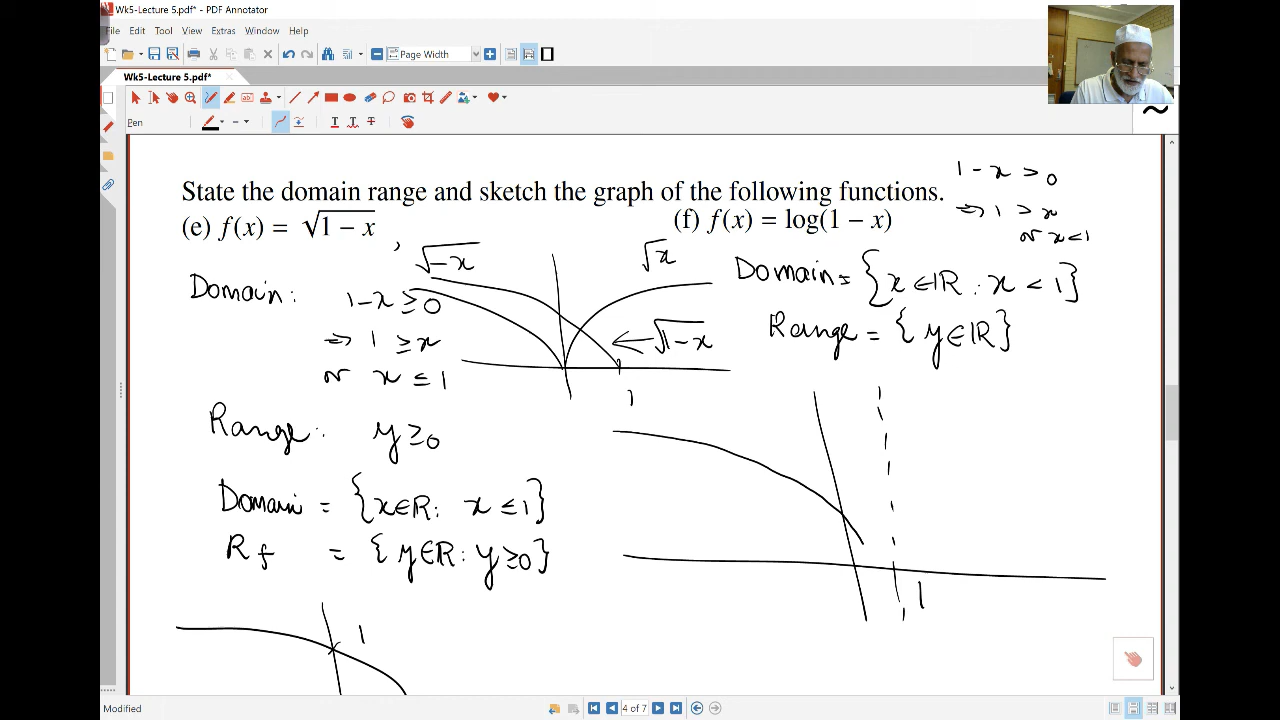 Wk5-Lecture 5.pdf* - PDF Annotator
File Edit Tool View Extras Window Help
Page Width
Wk5-Lecture 5.pdf*
Pen
State the domain range and sketch the graph of the following functions.
(e) f(x) = √(1 − x) ,
(f) f(x) = log(1 − x)
1-x > 0
⇒ 1 > x
or x < 1
√-x
√x
← √1-x
1
Domain:
1-x ≥ 0
⇒ 1 ≥ x
or x ≤ 1
Range: y ≥ 0
Domain = {x∈R: x ≤ 1}
Rf = {y∈R: y ≥ 0}
1
Domain = {x∈IR : x < 1}
Range = {y∈IR}
1
Modified
4 of 7